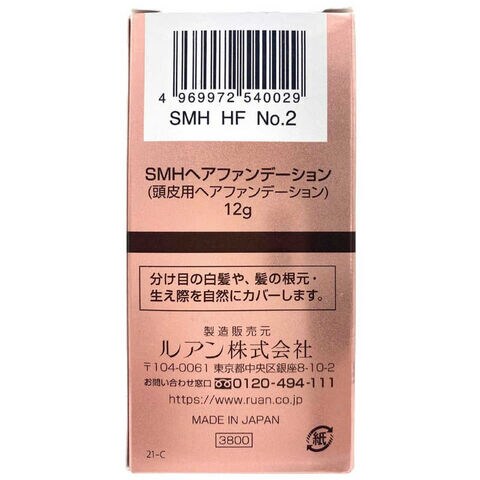 4 969972 540029
SMH HF No.2
SMHヘアファンデーション
(頭皮用ヘアファンデーション)
12g
分け目の白髪や、髪の根元・
生え際を自然にカバーします。
製造販売元
ルアン株式会社
〒104-0061 東京都中央区銀座8-10-2
お問い合わせ窓口 0120-494-111
https://www.ruan.co.jp
MADE IN JAPAN
3800
紙
21-C